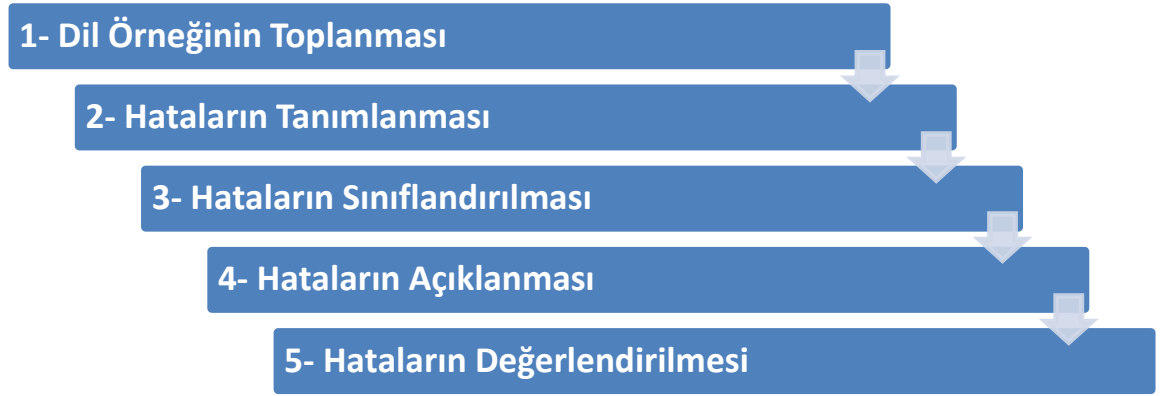 1- Dil Örneğinin Toplanması
2- Hataların Tanımlanması
3- Hataların Sınıflandırılması
4- Hataların Açıklanması
5- Hataların Değerlendirilmesi